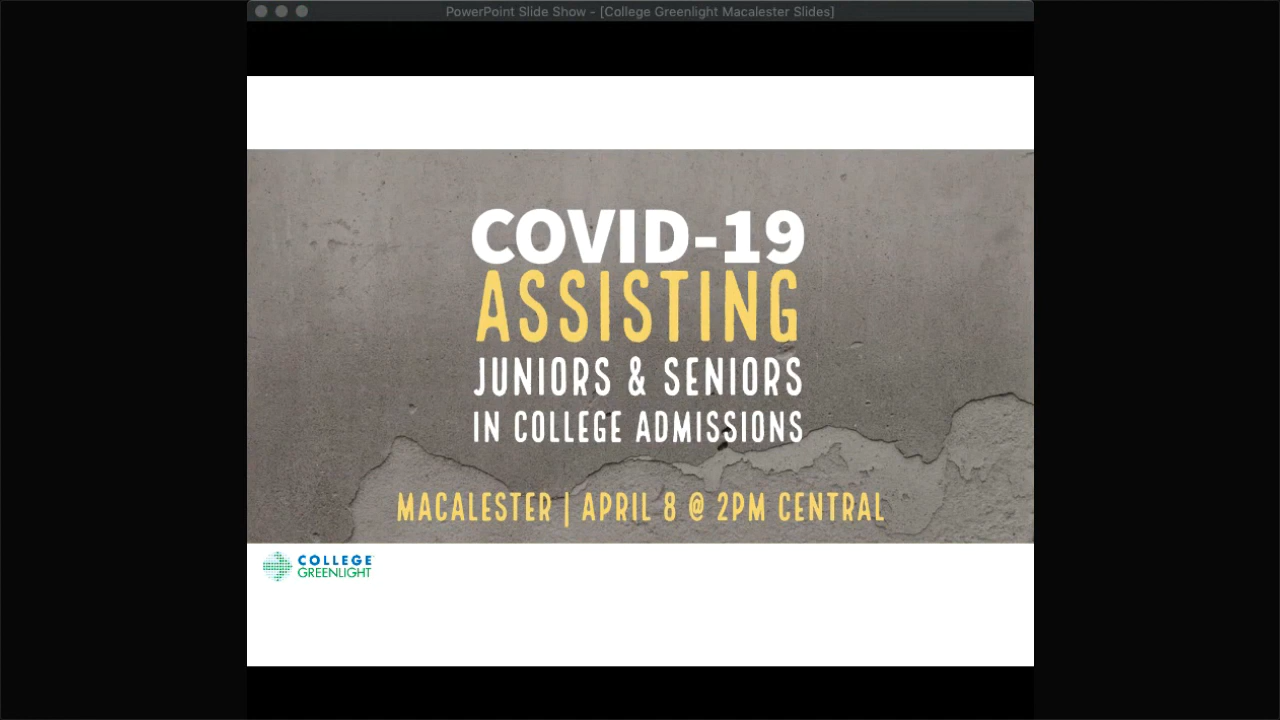 PowerPoint Slide Show - [College Greenlight Macalester Slides]
COVID-19
ASSISTING
JUNIORS & SENIORS
IN COLLEGE ADMISSIONS
MACALESTER | APRIL 8 @ 2PM CENTRAL
COLLEGE
GREENLIGHT